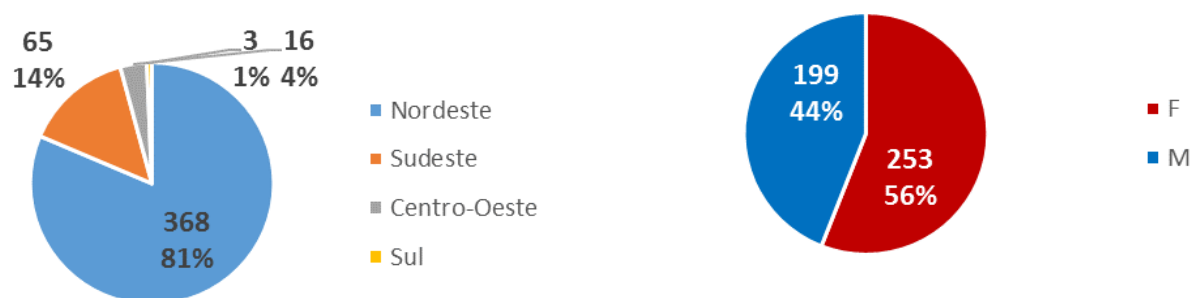 65
14%
3
1%
16
4%
368
81%
Nordeste
Sudeste
Centro-Oeste
Sul
199
44%
253
56%
F
M